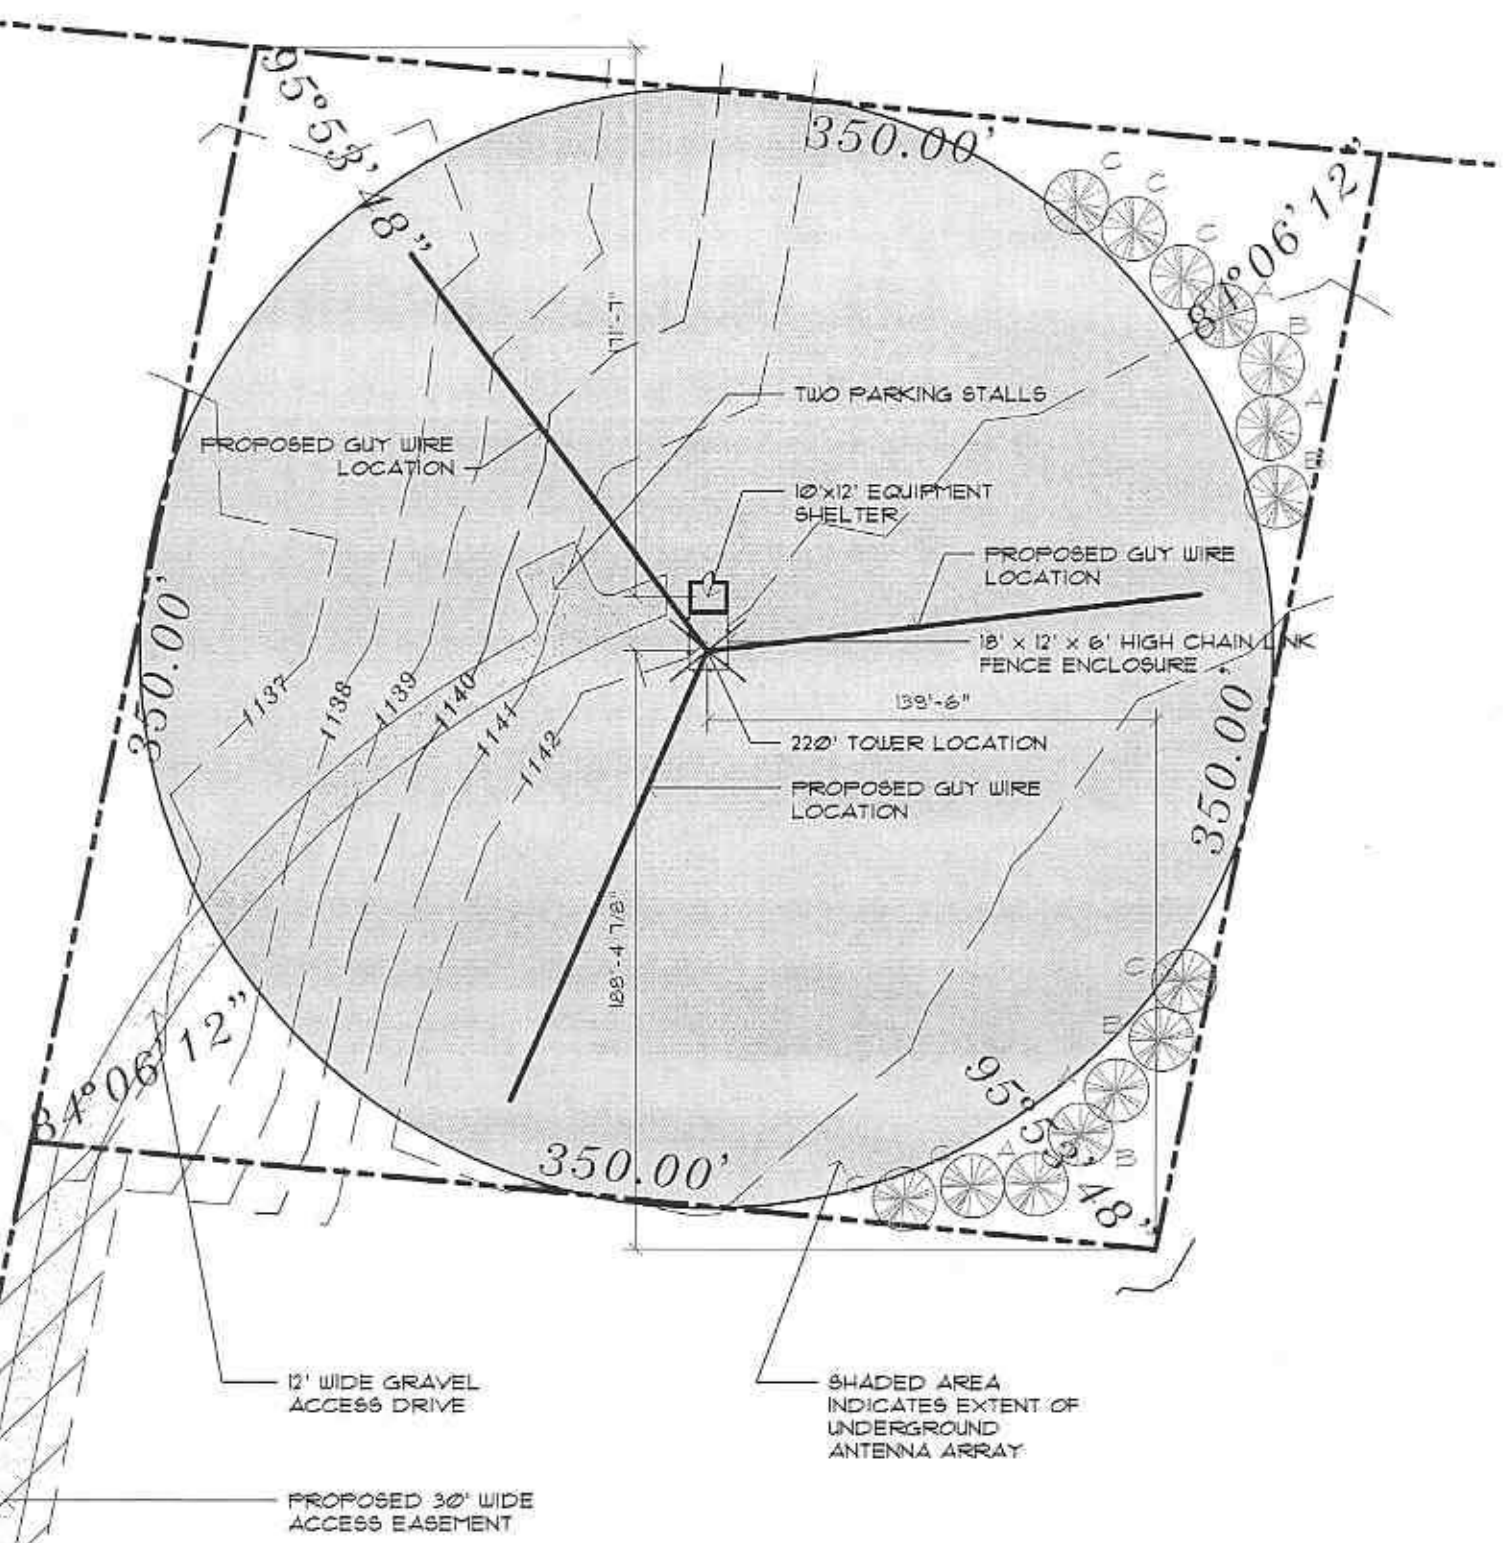 95°53'48"
350.00'
84°06'12"
C
C
C
A
B
A
B
TWO PARKING STALLS
PROPOSED GUY WIRE
LOCATION
10'x12' EQUIPMENT
SHELTER
PROPOSED GUY WIRE
LOCATION
18' x 12' x 6' HIGH CHAIN LINK
FENCE ENCLOSURE
350.00'
1137
1138
1139
1140
1141
1142
139'-6"
220' TOWER LOCATION
350.00'
PROPOSED GUY WIRE
LOCATION
188'-4 7/8"
84°06'12"
C
B
95°53'48"
350.00'
C
C
A
B
12' WIDE GRAVEL
ACCESS DRIVE
SHADED AREA
INDICATES EXTENT OF
UNDERGROUND
ANTENNA ARRAY
PROPOSED 30' WIDE
ACCESS EASEMENT